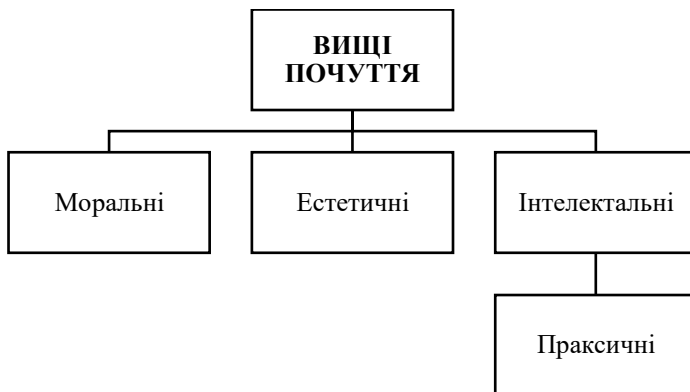 ВИЩІ
ПОЧУТТЯ
Моральні
Естетичні
Інтелектальні
Праксичні